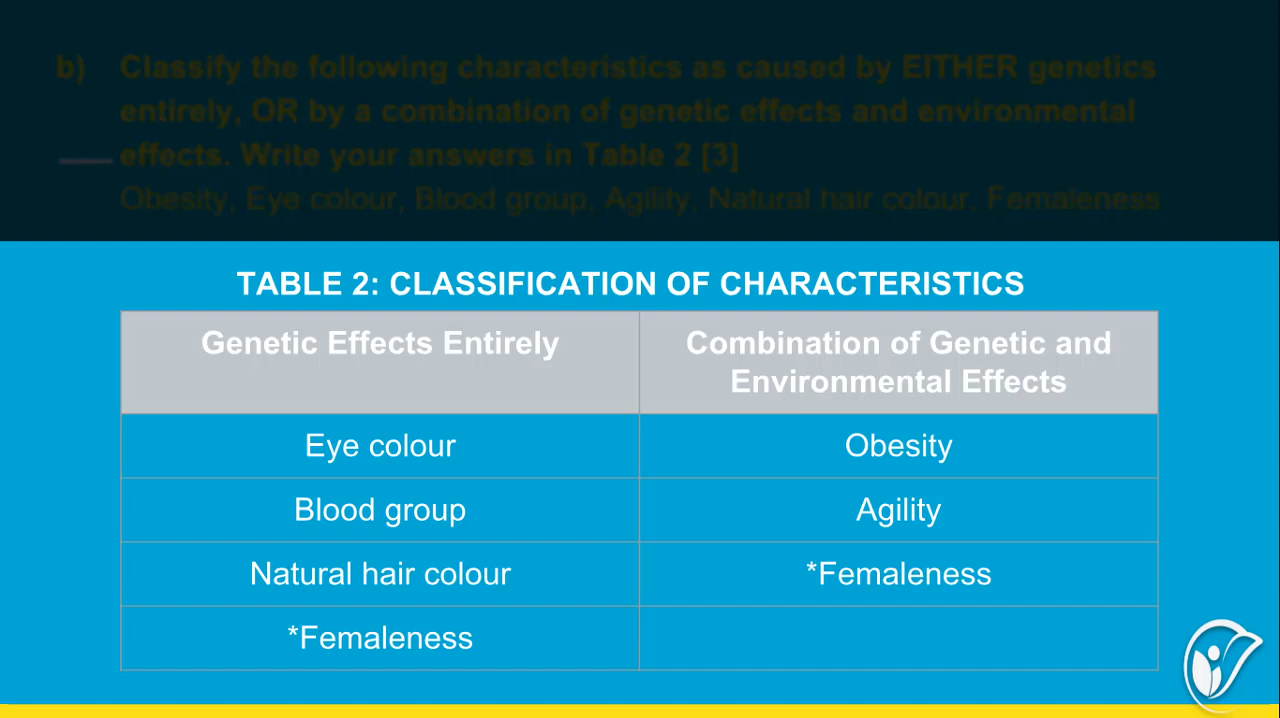 b) Classify the following characteristics as caused by EITHER genetics
entirely, OR by a combination of genetic effects and environmental
effects. Write your answers in Table 2 [3]
Obesity, Eye colour, Blood group, Agility, Natural hair colour, Femaleness
TABLE 2: CLASSIFICATION OF CHARACTERISTICS
Genetic Effects Entirely
Combination of Genetic and
Environmental Effects
Eye colour
Obesity
Blood group
Agility
Natural hair colour
*Femaleness
*Femaleness